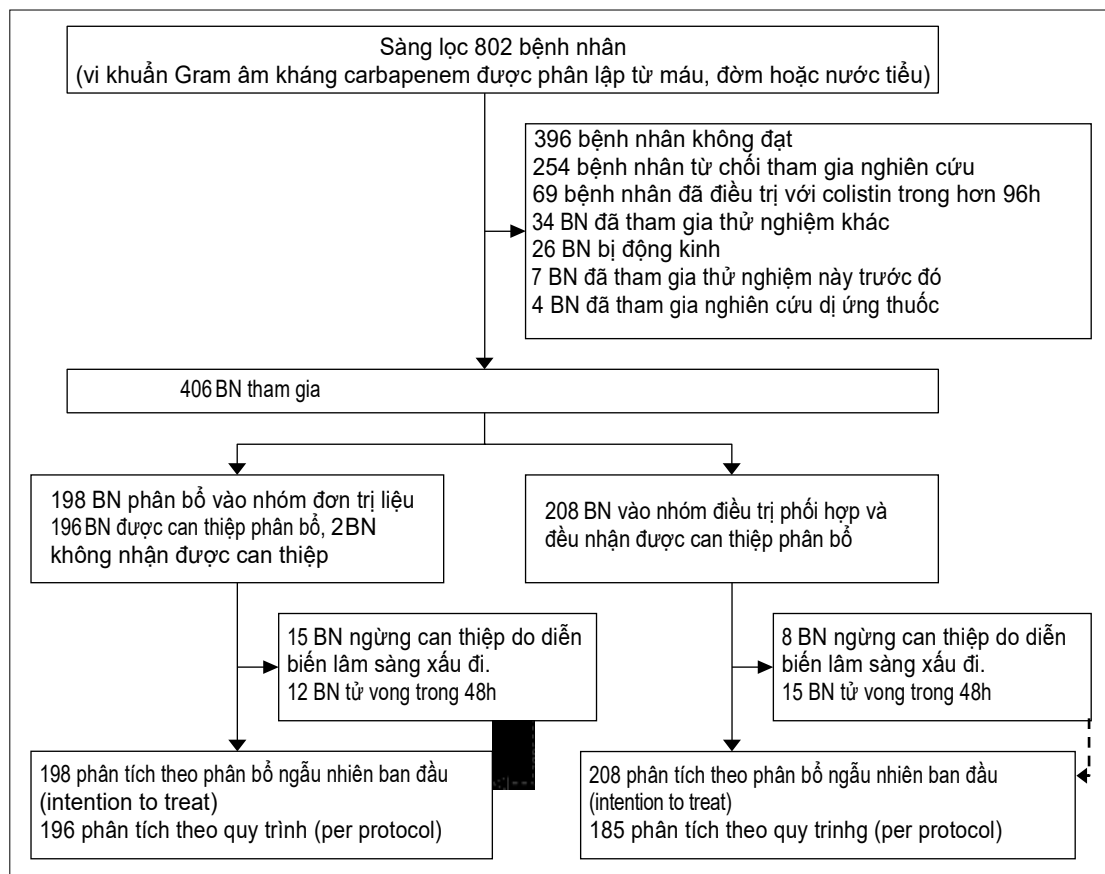 Sàng lọc 802 bệnh nhân
(vi khuẩn Gram âm kháng carbapenem được phân lập từ máu, đờm hoặc nước tiểu)
396 bệnh nhân không đạt
254 bệnh nhân từ chối tham gia nghiên cứu
69 bệnh nhân đã điều trị với colistin trong hơn 96h
34 BN đã tham gia thử nghiệm khác
26 BN bị động kinh
7 BN đã tham gia thử nghiệm này trước đó
4 BN đã tham gia nghiên cứu dị ứng thuốc
406 BN tham gia
198 BN phân bổ vào nhóm đơn trị liệu
196 BN được can thiệp phân bổ, 2BN
không nhận được can thiệp
208 BN vào nhóm điều trị phối hợp và
đều nhận được can thiệp phân bổ
15 BN ngừng can thiệp do diễn
biến lâm sàng xấu đi.
12 BN tử vong trong 48h
8 BN ngừng can thiệp do diễn
biến lâm sàng xấu đi.
15 BN tử vong trong 48h
198 phân tích theo phân bổ ngẫu nhiên ban đầu
(intention to treat)
196 phân tích theo quy trình (per protocol)
208 phân tích theo phân bổ ngẫu nhiên ban đầu
(intention to treat)
185 phân tích theo quy trinhg (per protocol)